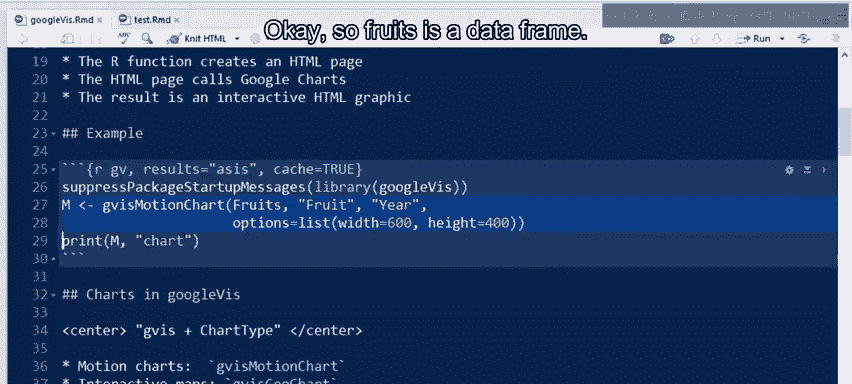 googleVis.Rmd × test.Rmd ×
Knit HTML Run
Okay, so fruits is a data frame.
19 * The R function creates an HTML page
20 * The HTML page calls Google Charts
21 * The result is an interactive HTML graphic
22
23 ## Example
24
25 ```{r gv, results="asis", cache=TRUE}
26 suppressPackageStartupMessages(library(googleVis))
27 M <- gvisMotionChart(Fruits, "Fruit", "Year",
28 options=list(width=600, height=400))
29 print(M, "chart")
30 ```
31
32 ## Charts in googleVis
33
34 <center> "gvis + ChartType" </center>
35
36 * Motion charts: `gvisMotionChart`
37 * Interactive maps: `gvisGeoChart`